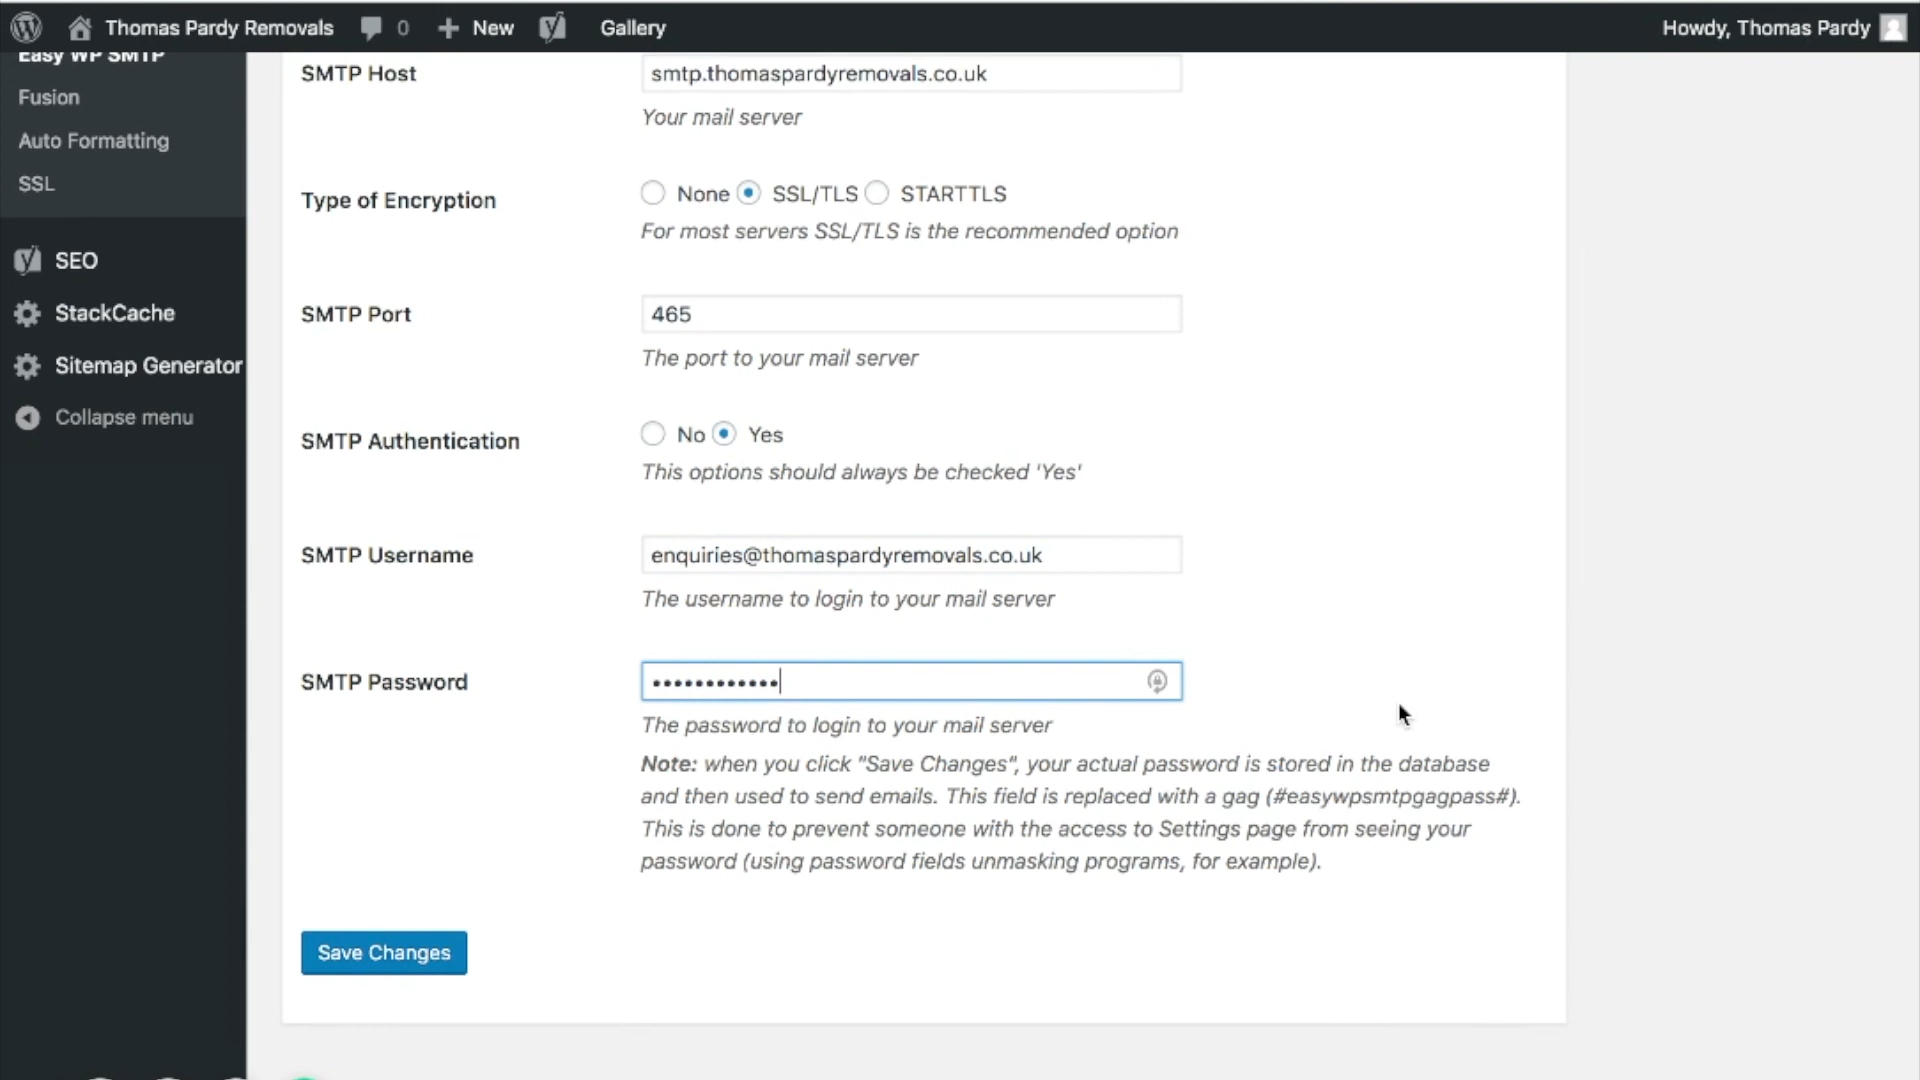 Thomas Pardy Removals 0 New Gallery Howdy, Thomas Pardy
Easy WP SMTP
Fusion
Auto Formatting
SSL
SEO
StackCache
Sitemap Generator
Collapse menu
SMTP Host smtp.thomaspardyremovals.co.uk
Your mail server
Type of Encryption None SSL/TLS STARTTLS
For most servers SSL/TLS is the recommended option
SMTP Port 465
The port to your mail server
SMTP Authentication No Yes
This options should always be checked 'Yes'
SMTP Username enquiries@thomaspardyremovals.co.uk
The username to login to your mail server
SMTP Password ••••••••••••
The password to login to your mail server
Note: when you click "Save Changes", your actual password is stored in the database
and then used to send emails. This field is replaced with a gag (#easywpsmtpgagpass#).
This is done to prevent someone with the access to Settings page from seeing your
password (using password fields unmasking programs, for example).
Save Changes